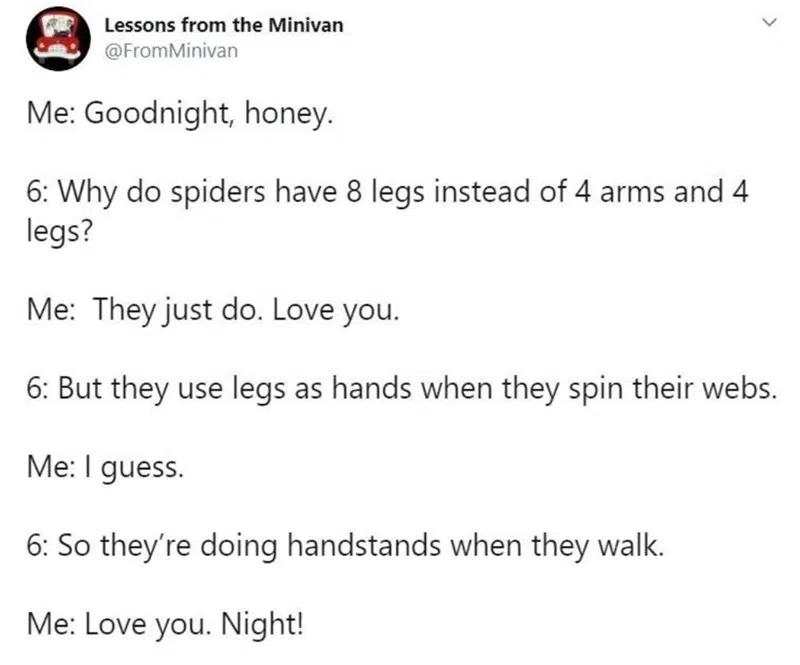 Lessons from the Minivan
@FromMinivan
Me: Goodnight, honey.
6: Why do spiders have 8 legs instead of 4 arms and 4
legs?
Me:  They just do. Love you.
6: But they use legs as hands when they spin their webs.
Me: I guess.
6: So they’re doing handstands when they walk.
Me: Love you. Night!